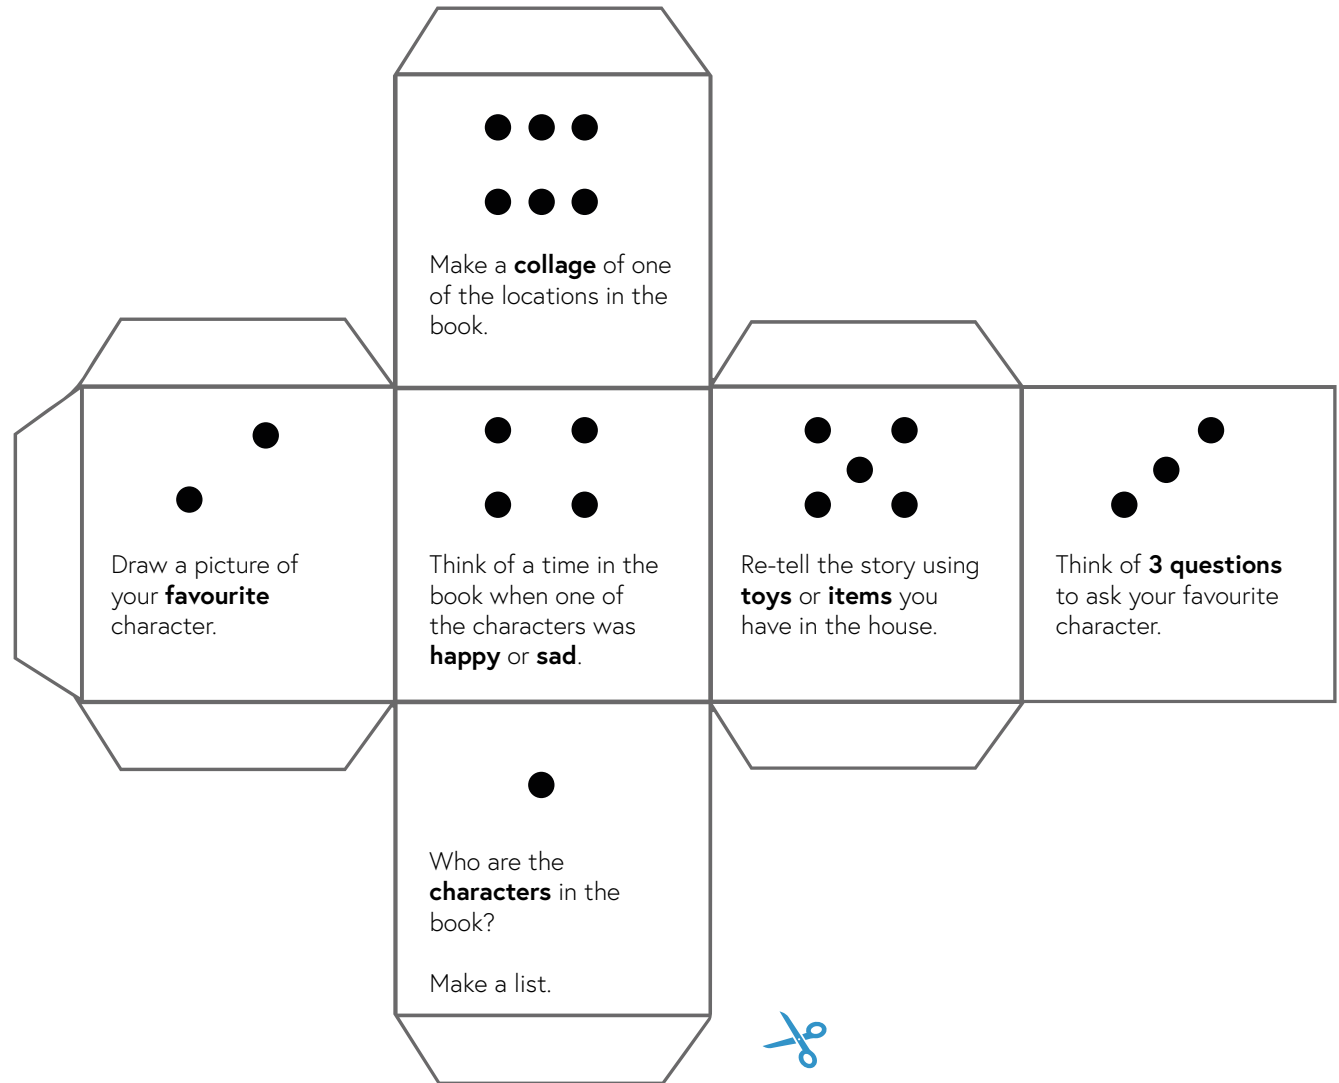 Make a collage of one
of the locations in the
book.
Draw a picture of
your favourite
character.
Think of a time in the
book when one of
the characters was
happy or sad.
Re-tell the story using
toys or items you
have in the house.
Think of 3 questions
to ask your favourite
character.
Who are the
characters in the
book?
Make a list.